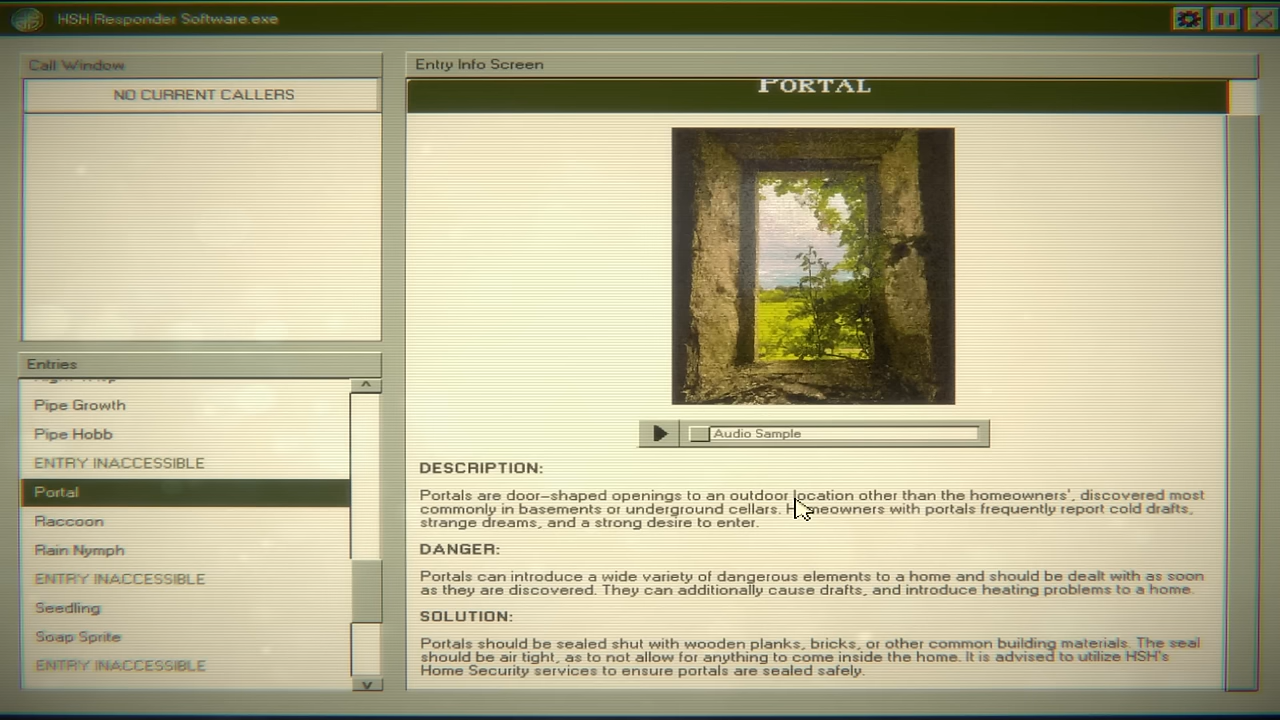 HSH Responder Software.exe
Call Window
NO CURRENT CALLERS
Entries
Pipe Growth
Pipe Hobb
ENTRY INACCESSIBLE
Portal
Raccoon
Rain Nymph
ENTRY INACCESSIBLE
Seedling
Soap Sprite
ENTRY INACCESSIBLE
Entry Info Screen
PORTAL
Audio Sample
DESCRIPTION:
Portals are door-shaped openings to an outdoor location other than the homeowners', discovered most
commonly in basements or underground cellars. Homeowners with portals frequently report cold drafts,
strange dreams, and a strong desire to enter.
DANGER:
Portals can introduce a wide variety of dangerous elements to a home and should be dealt with as soon
as they are discovered. They can additionally cause drafts, and introduce heating problems to a home.
SOLUTION:
Portals should be sealed shut with wooden planks, bricks, or other common building materials. The seal
should be air tight, as to not allow for anything to come inside the home. It is advised to utilize HSH's
Home Security services to ensure portals are sealed safely.